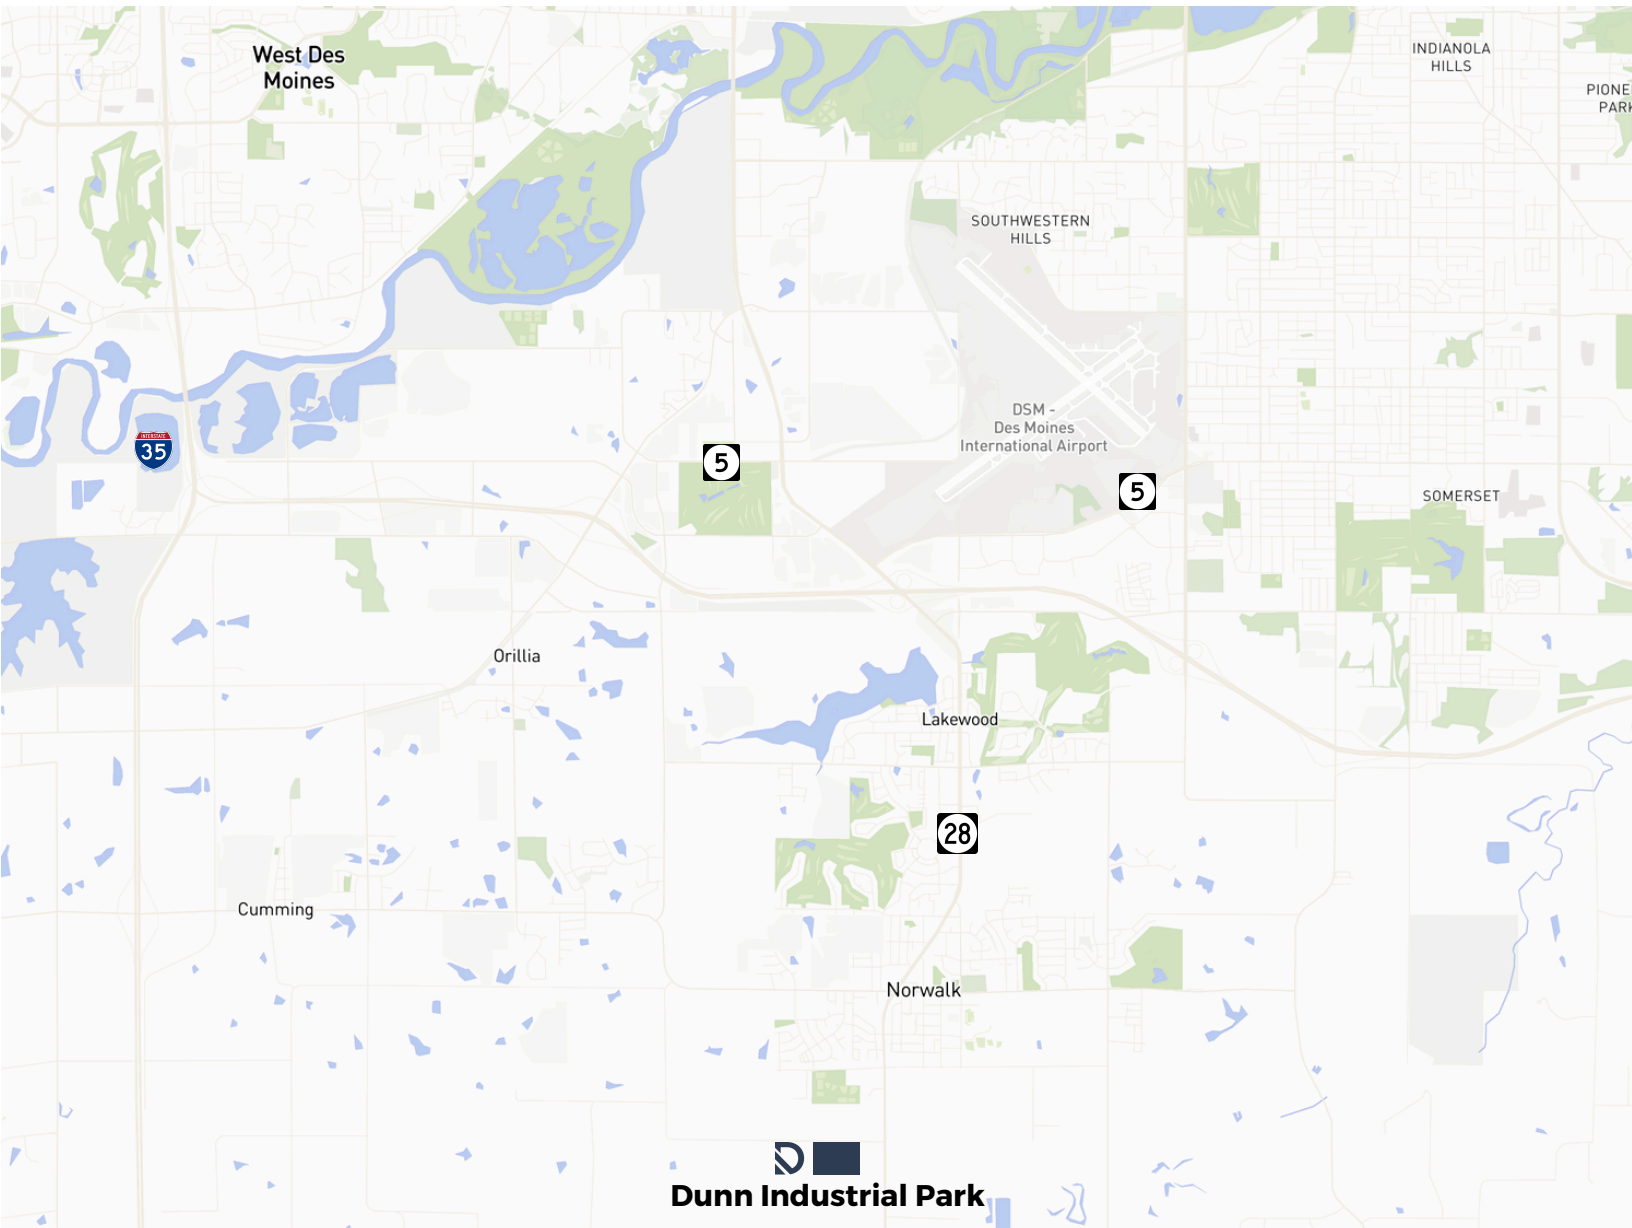 West Des
Moines
INDIANOLA
HILLS
PIONE
PARK
SOUTHWESTERN
HILLS
DSM -
Des Moines
International Airport
INTERSTATE
35
5
5
SOMERSET
Orillia
Lakewood
28
Cumming
Norwalk
D
Dunn Industrial Park